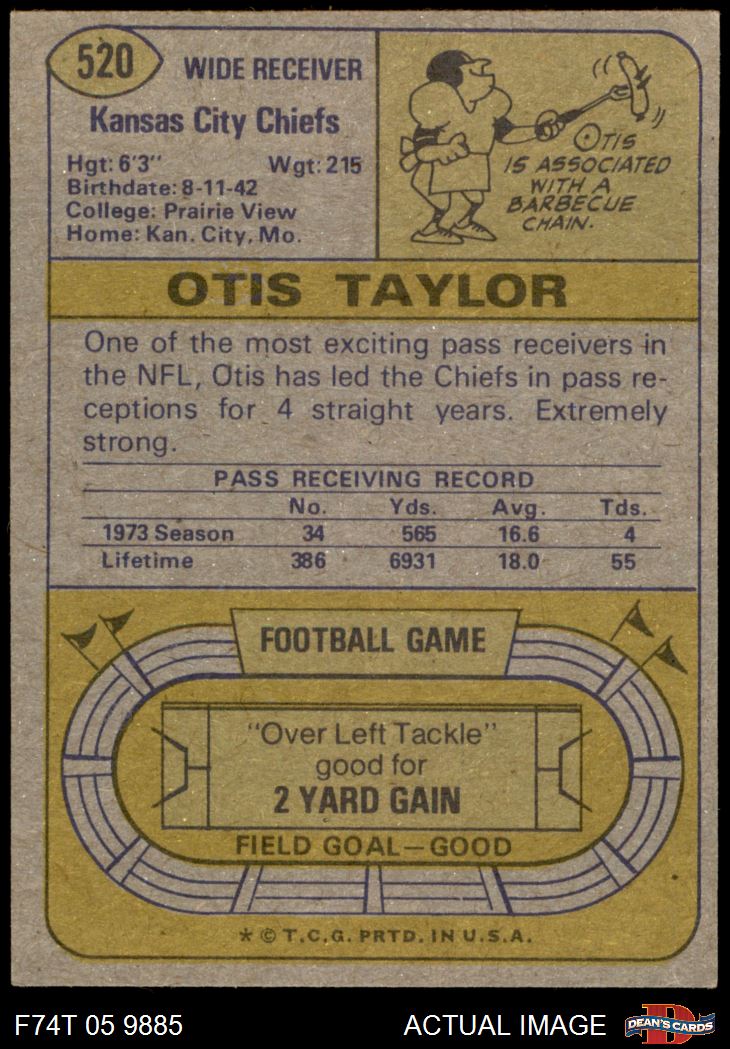 520
WIDE RECEIVER
Kansas City Chiefs
Hgt: 6'3" Wgt: 215
Birthdate: 8-11-42
College: Prairie View
Home: Kan. City, Mo.
OTIS
IS ASSOCIATED
WITH A
BARBECUE
CHAIN.
OTIS TAYLOR
One of the most exciting pass receivers in
the NFL, Otis has led the Chiefs in pass re-
ceptions for 4 straight years. Extremely
strong.
PASS RECEIVING RECORD
No. Yds. Avg. Tds.
1973 Season 34 565 16.6 4
Lifetime 386 6931 18.0 55
FOOTBALL GAME
"Over Left Tackle"
good for
2 YARD GAIN
FIELD GOAL—GOOD
* © T.C.G. PRTD. IN U.S.A.
F74T 05 9885 ACTUAL IMAGE
D
DEAN'S CARDS